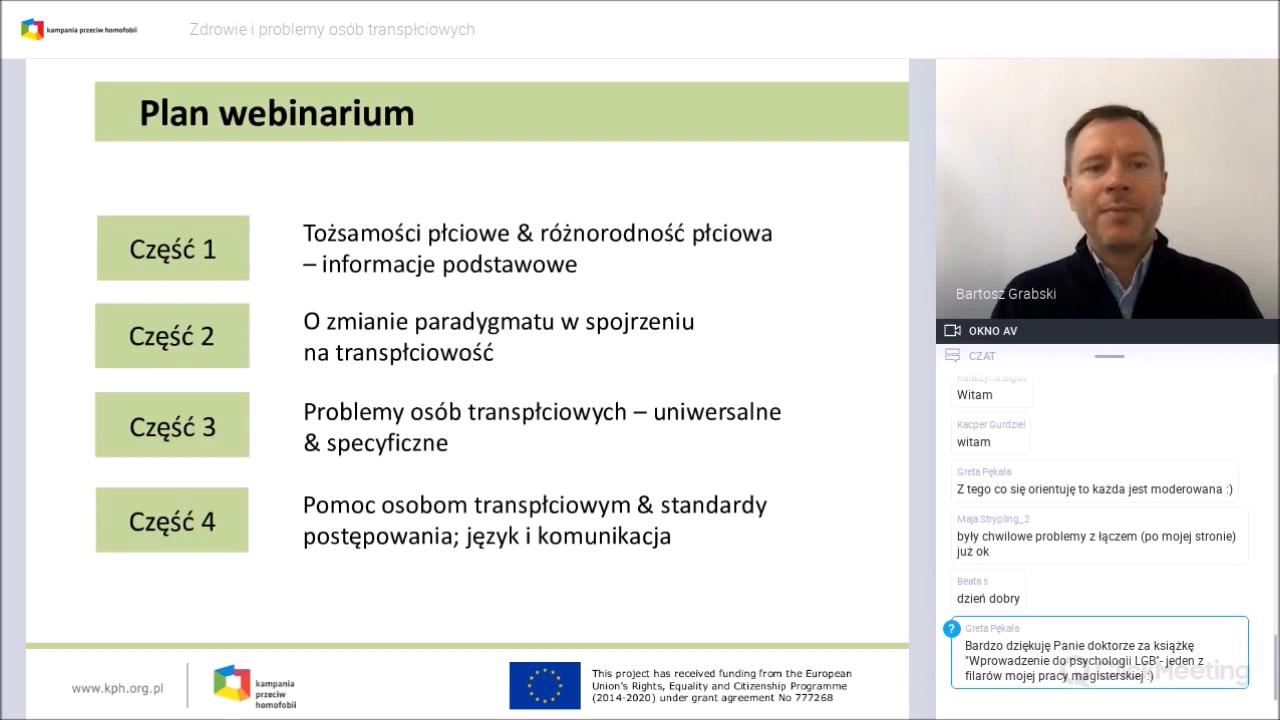 kampania przeciw homofobii
Zdrowie i problemy osób transpłciowych
Plan webinarium
Część 1
Tożsamości płciowe & różnorodność płciowa
– informacje podstawowe
Część 2
O zmianie paradygmatu w spojrzeniu
na transpłciowość
Część 3
Problemy osób transpłciowych – uniwersalne
& specyficzne
Część 4
Pomoc osobom transpłciowym & standardy
postępowania; język i komunikacja
www.kph.org.pl
kampania
przeciw
homofobii
This project has received funding from the European
Union's Rights, Equality and Citizenship Programme
(2014-2020) under grant agreement No 777268
Bartosz Grabski
OKNO AV
CZAT
Witam
Kacper Gurdziel
witam
Greta Pękala
Z tego co się orientuję to każda jest moderowana :)
Maja Strypling_2
były chwilowe problemy z łączem (po mojej stronie)
już ok
Beata s
dzień dobry
?
Greta Pękala
Bardzo dziękuję Panie doktorze za książkę
"Wprowadzenie do psychologii LGB"- jeden z
filarów mojej pracy magisterskiej :)
ClickMeeting